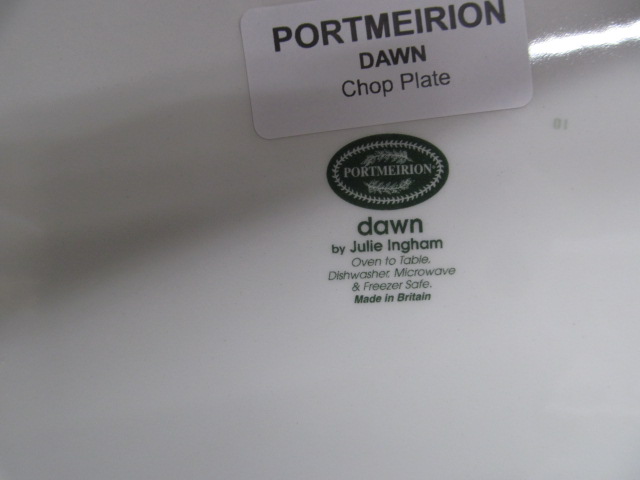 PORTMEIRION
DAWN
Chop Plate
PORTMEIRION
dawn
by Julie Ingham
Oven to Table,
Dishwasher, Microwave
& Freezer Safe.
Made in Britain